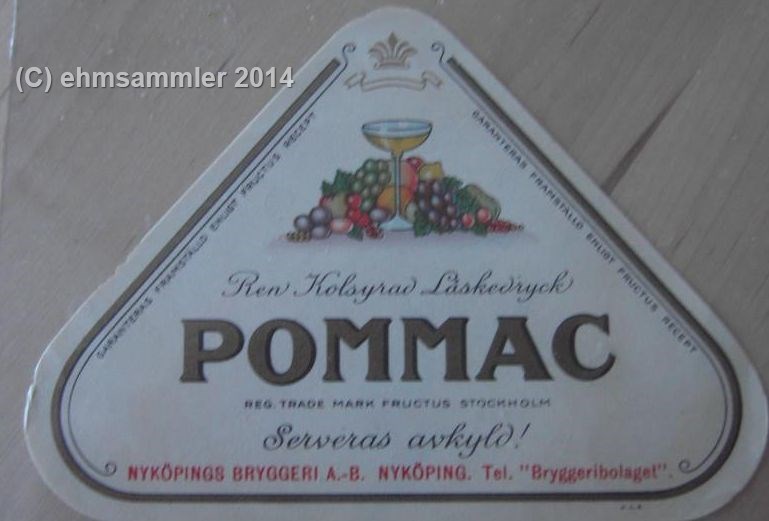 (C) ehmsammler 2014
GARANTERAS FRAMSTÄLLD ENLIGT FRUCTUS RECEPT
GARANTERAS FRAMSTÄLLD ENLIGT FRUCTUS RECEPT
Ren Kolsyrad Läskedryck
POMMAC
REG. TRADE MARK FRUCTUS STOCKHOLM
Serveras avkyld!
NYKÖPINGS BRYGGERI A.-B. NYKÖPING. Tel. "Bryggeribolaget".